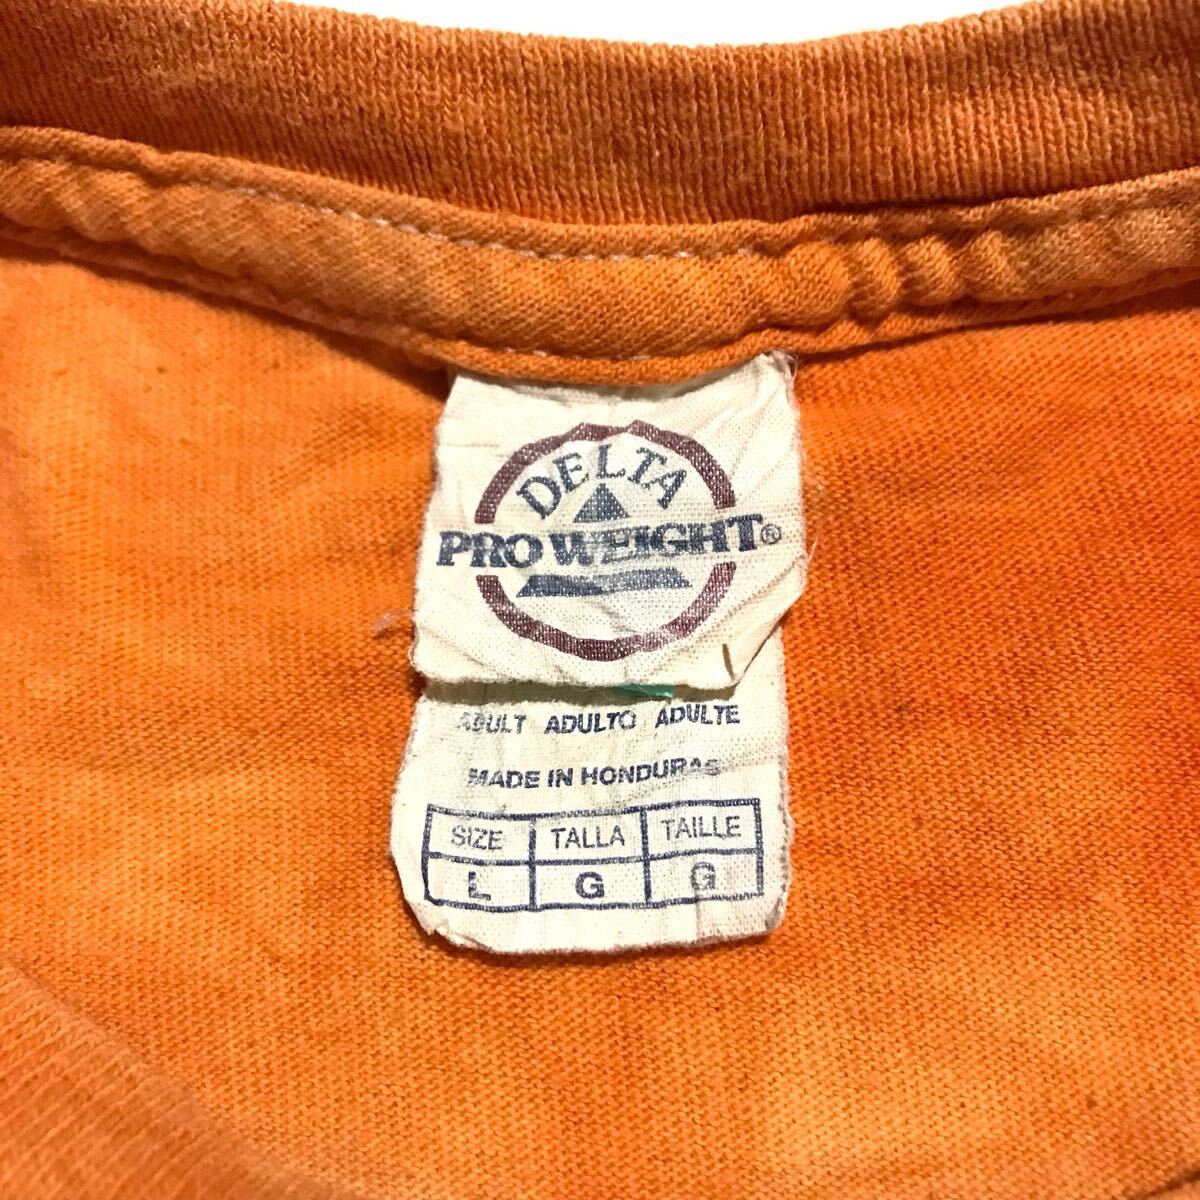 DELTA
PRO WEIGHT®
ADULT ADULTO ADULTE
MADE IN HONDURAS
SIZE TALLA TAILLE
L G G